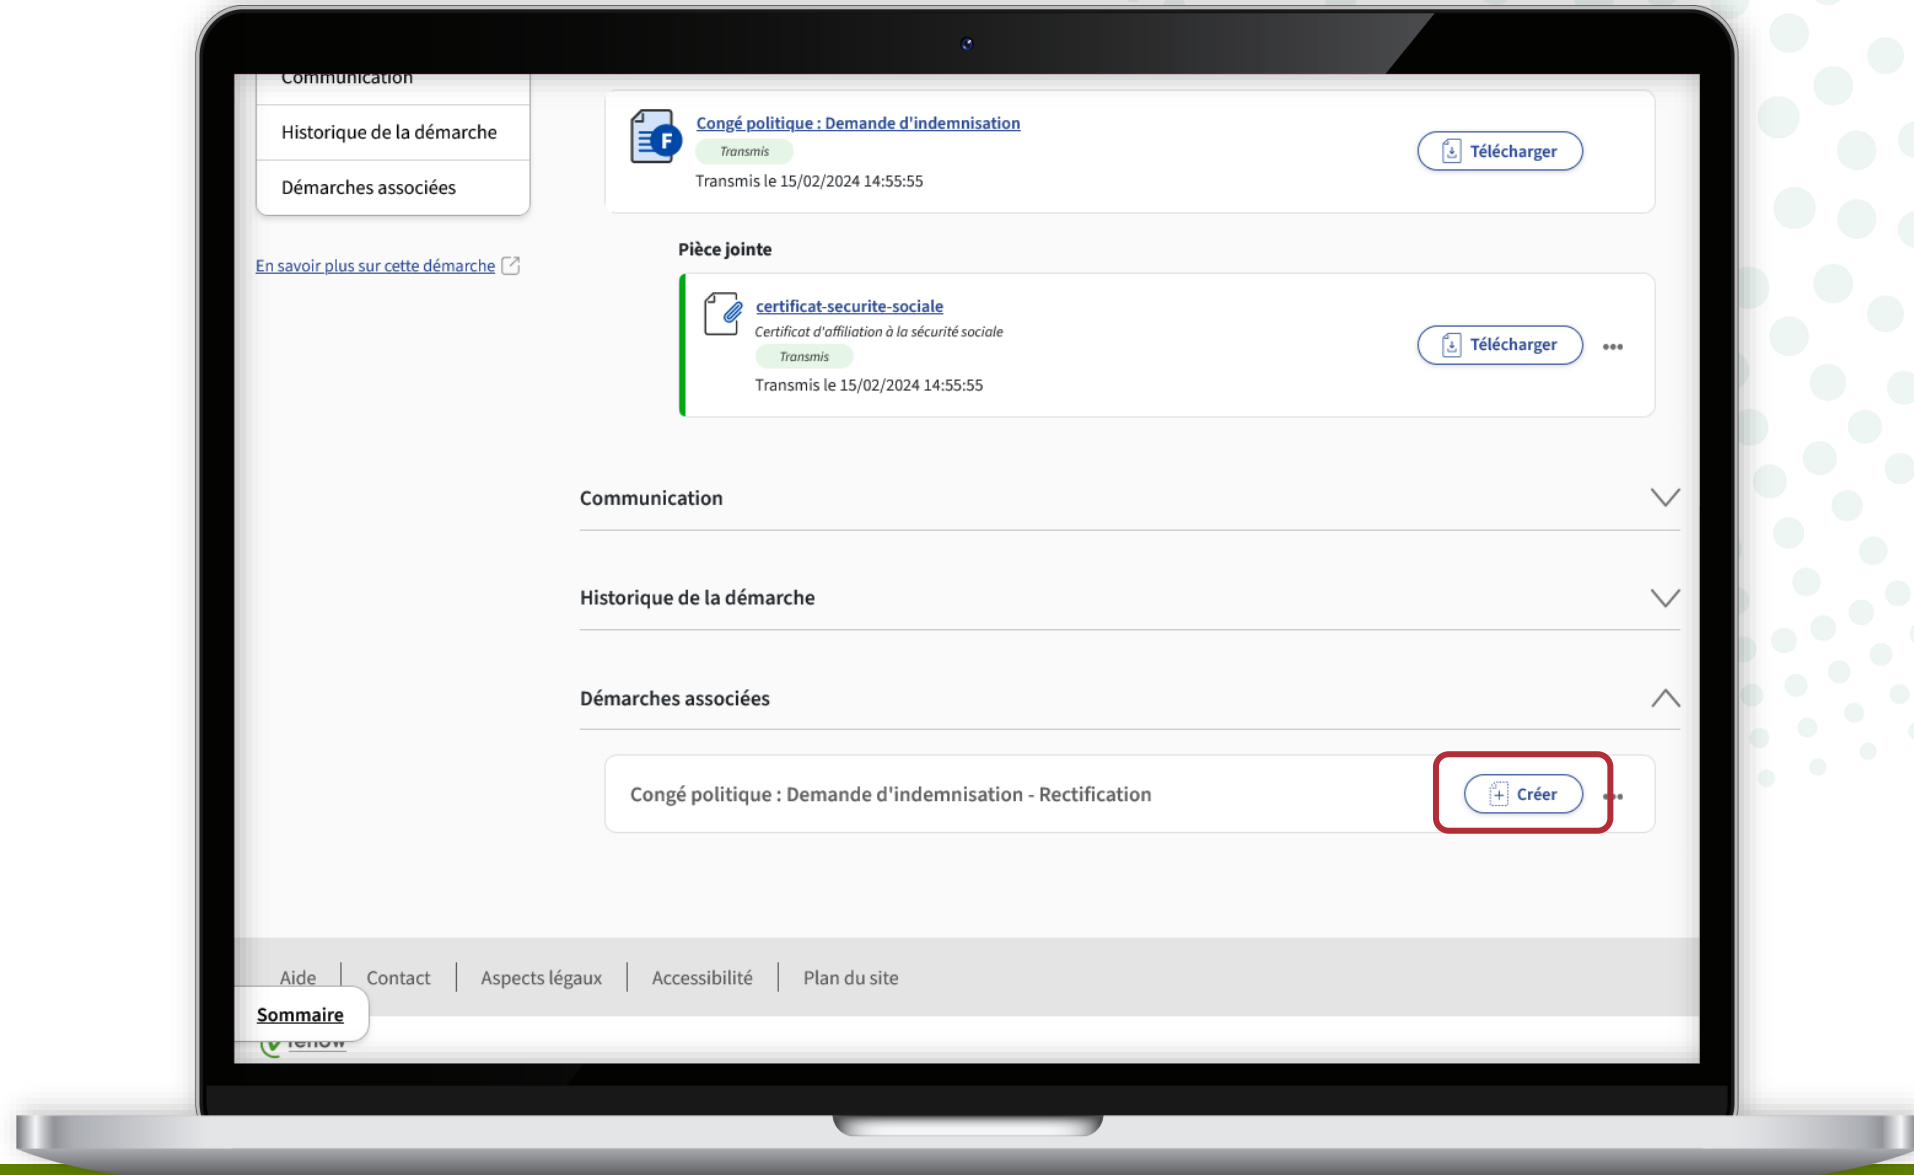 Communication
Historique de la démarche
Démarches associées
En savoir plus sur cette démarche
F
Congé politique : Demande d'indemnisation
Transmis
Transmis le 15/02/2024 14:55:55
Télécharger
Pièce jointe
certificat-securite-sociale
Certificat d'affiliation à la sécurité sociale
Transmis
Transmis le 15/02/2024 14:55:55
Télécharger
Communication
Historique de la démarche
Démarches associées
Congé politique : Demande d'indemnisation - Rectification
Créer
Aide
Contact
Aspects légaux
Accessibilité
Plan du site
Sommaire